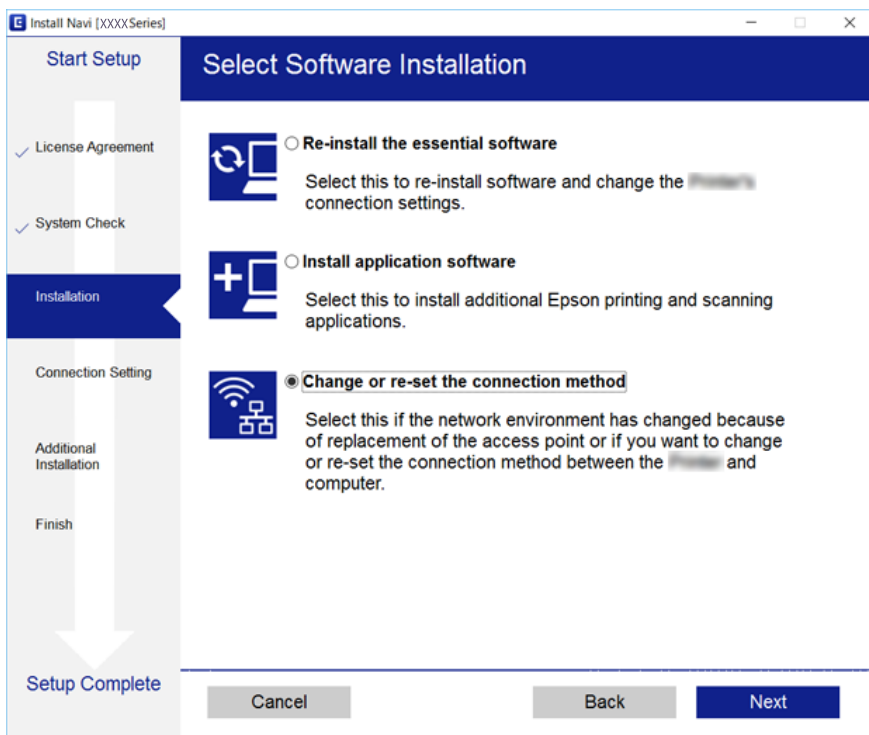 Install Navi [XXXXSeries]
Start Setup
Select Software Installation
License Agreement
System Check
Installation
Connection Setting
Additional
Installation
Finish
Setup Complete
Re-install the essential software
Select this to re-install software and change the
connection settings.
Install application software
Select this to install additional Epson printing and scanning
applications.
Change or re-set the connection method
Select this if the network environment has changed because
of replacement of the access point or if you want to change
or re-set the connection method between the and
computer.
Cancel
Back
Next